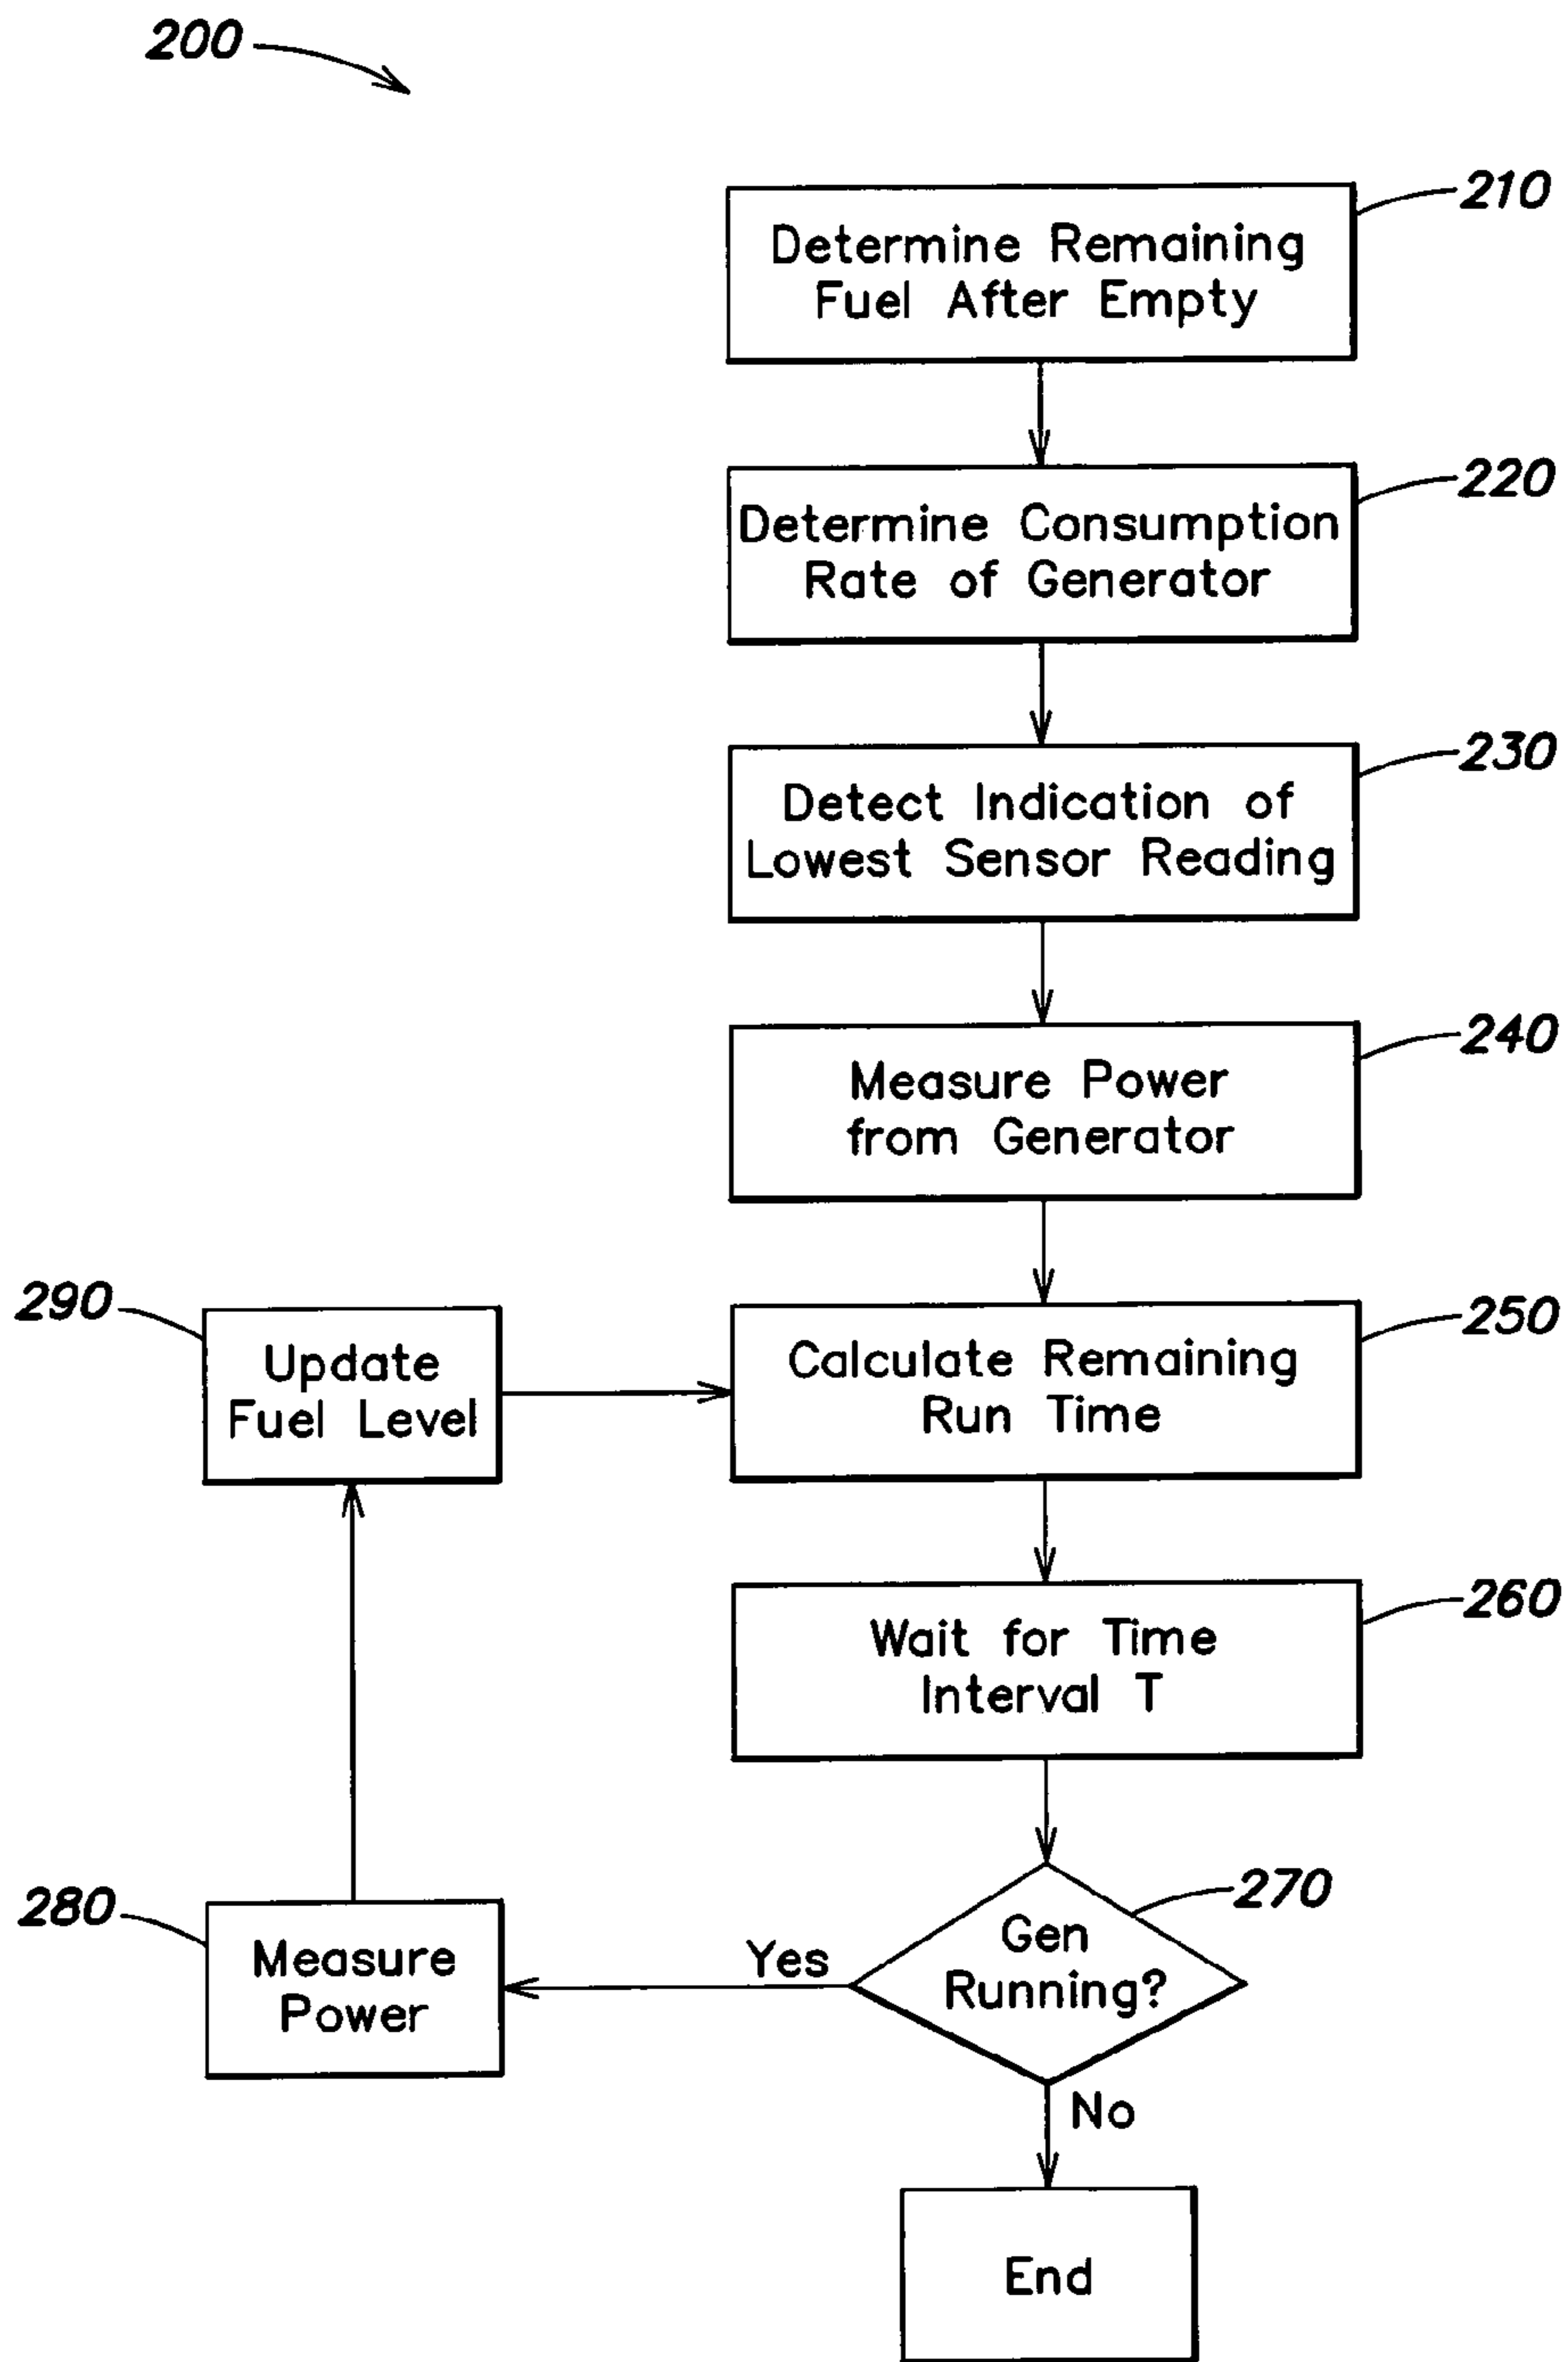 200
210
Determine Remaining
Fuel After Empty
220
Determine Consumption
Rate of Generator
230
Detect Indication of
Lowest Sensor Reading
240
Measure Power
from Generator
290
Update
Fuel Level
250
Calculate Remaining
Run Time
260
Wait for Time
Interval T
270
Gen
Running?
Yes
280
Measure
Power
No
End